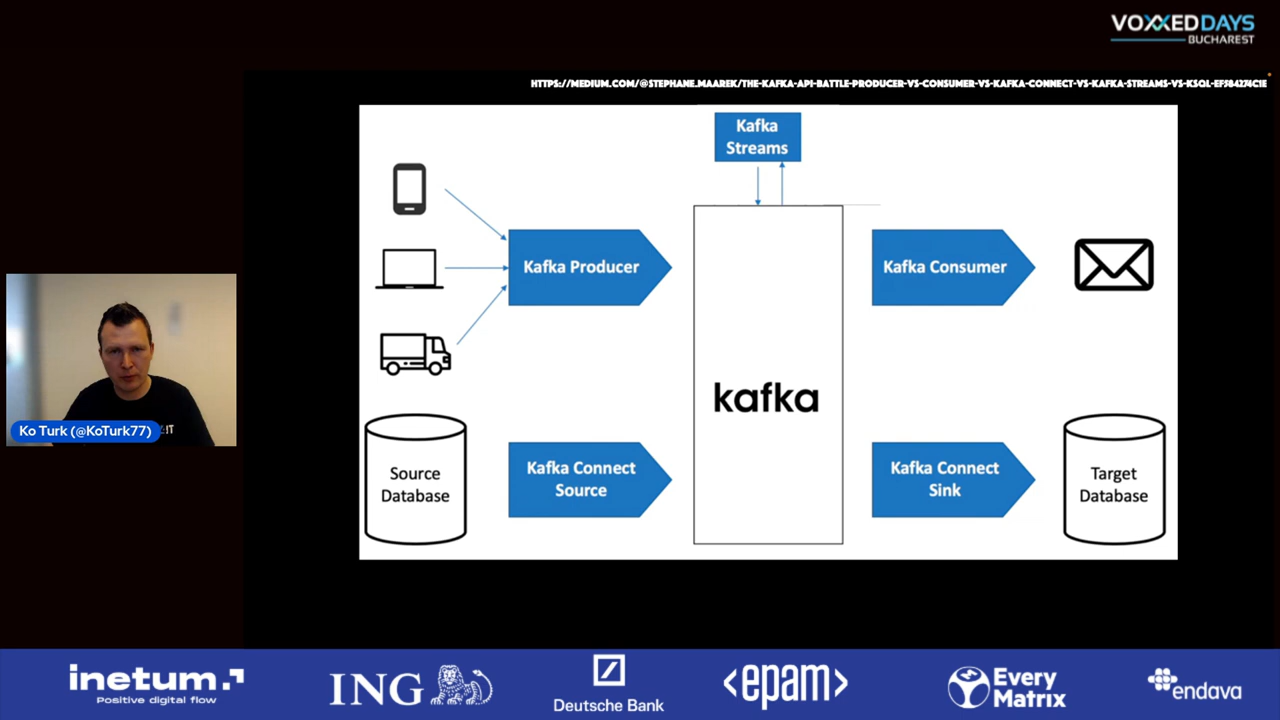 VOXXEDDAYS
BUCHAREST
HTTPS://MEDIUM.COM/@STEPHANE.MAAREK/THE-KAFKA-API-BATTLE-PRODUCER-VS-CONSUMER-VS-KAFKA-CONNECT-VS-KAFKA-STREAMS-VS-KSQL-EF584274C1E
Kafka
Streams
Kafka Producer
Kafka Consumer
kafka
Ko Turk (@KoTurk77)
IT
Source
Database
Kafka Connect
Source
Kafka Connect
Sink
Target
Database
inetum.
Positive digital flow
ING
Deutsche Bank
<epam>
Every
Matrix
endava